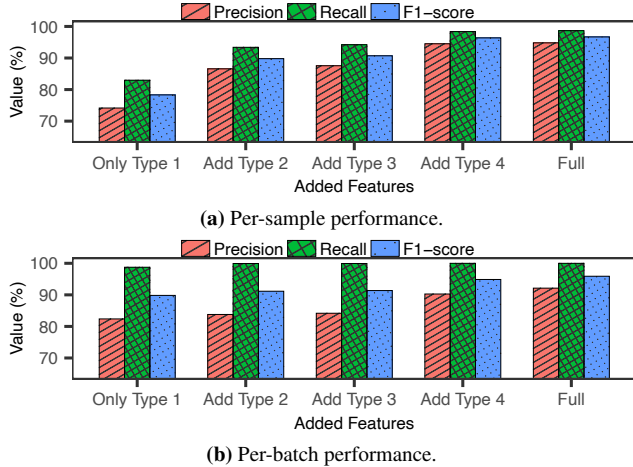 Precision Recall F1−score
100
90
80
70
Value (%)
Only Type 1 Add Type 2 Add Type 3 Add Type 4 Full
Added Features
(a) Per-sample performance.
Precision Recall F1−score
100
90
80
70
Value (%)
Only Type 1 Add Type 2 Add Type 3 Add Type 4 Full
Added Features
(b) Per-batch performance.